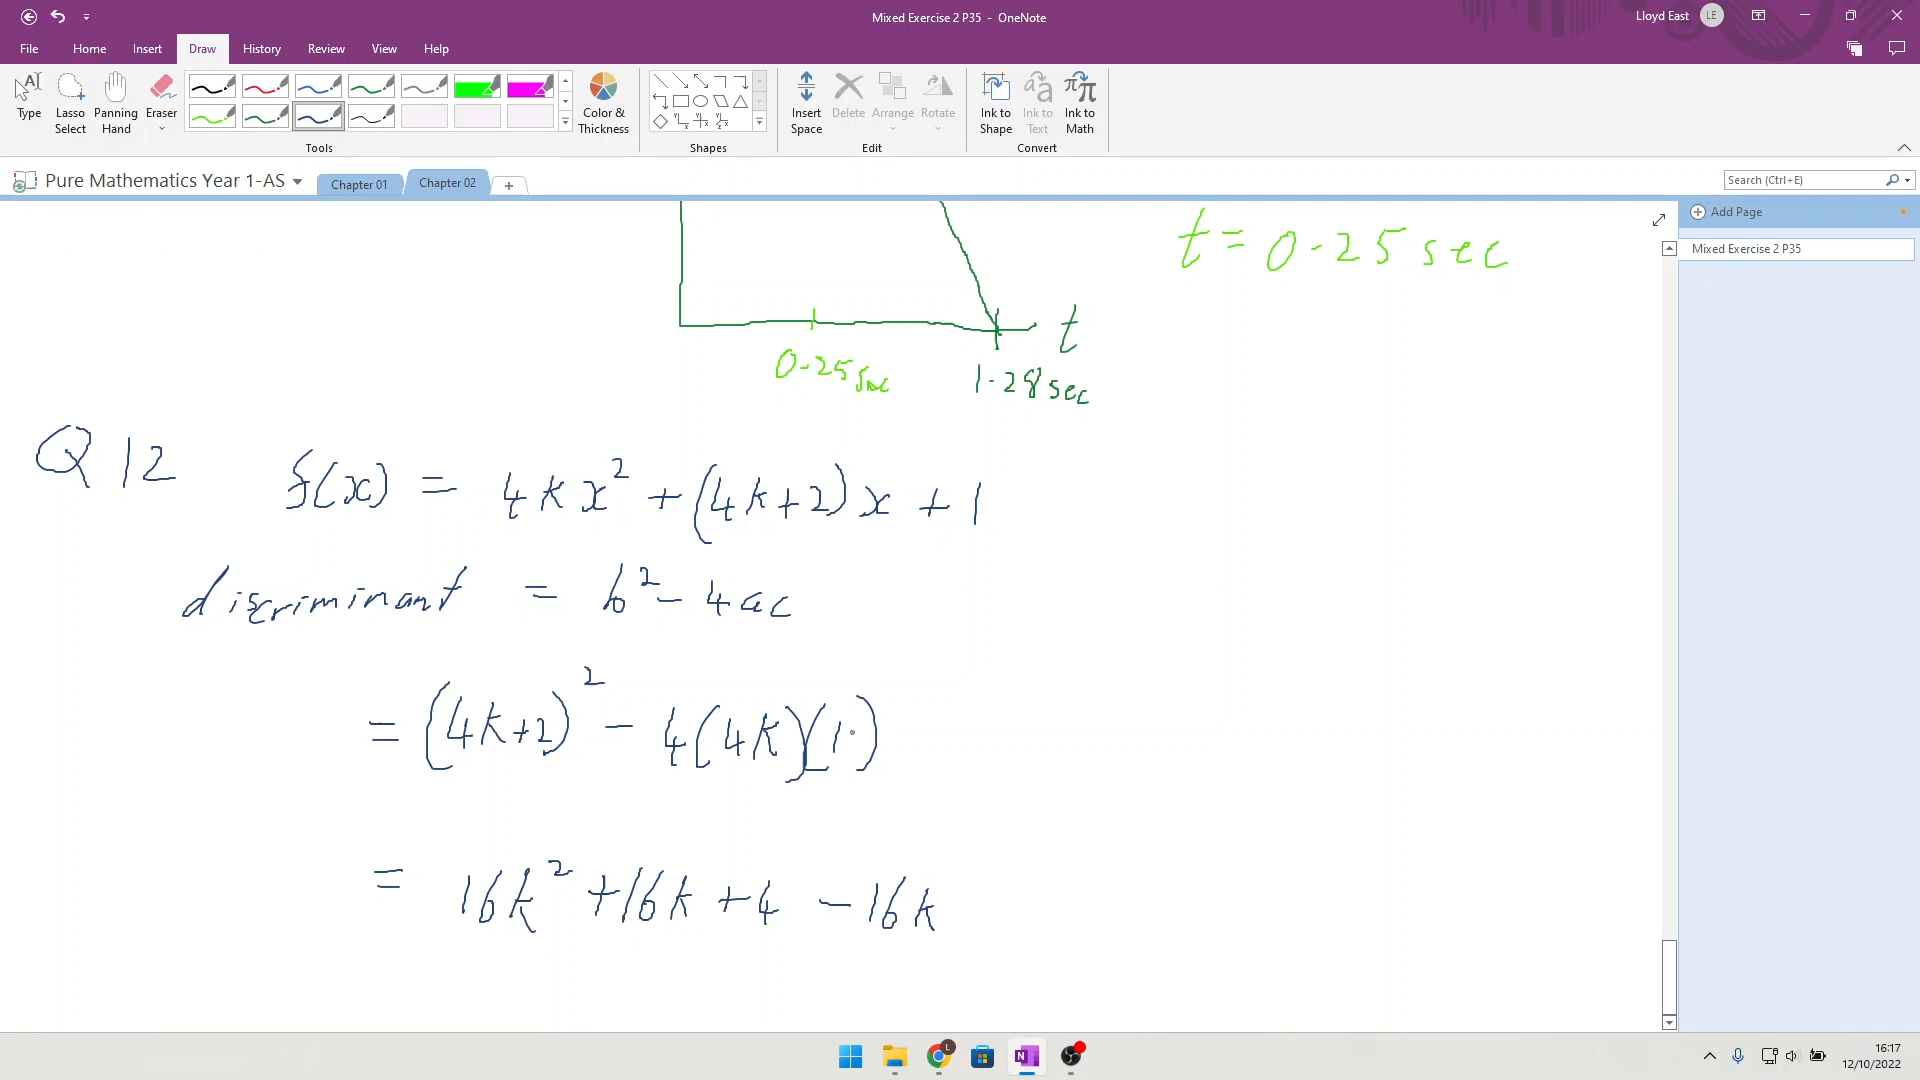 Mixed Exercise 2 P35 - OneNote
Lloyd East
LE
File Home Insert Draw History Review View Help
Type
Lasso Select
Panning Hand
Eraser
Color & Thickness
Insert Space
Delete
Arrange
Rotate
Ink to Shape
Ink to Text
Ink to Math
Tools
Shapes
Edit
Convert
Pure Mathematics Year 1-AS
Chapter 01
Chapter 02
Search (Ctrl+E)
Add Page
Mixed Exercise 2 P35
t = 0.25 sec
t
0.25 sec
1.28 sec
Q 12 f(x) = 4kx² + (4k+2)x + 1
discriminant = b² - 4ac
= (4k+2)² - 4(4k)(1)
= 16k² + 16k + 4 - 16k
16:17
12/10/2022